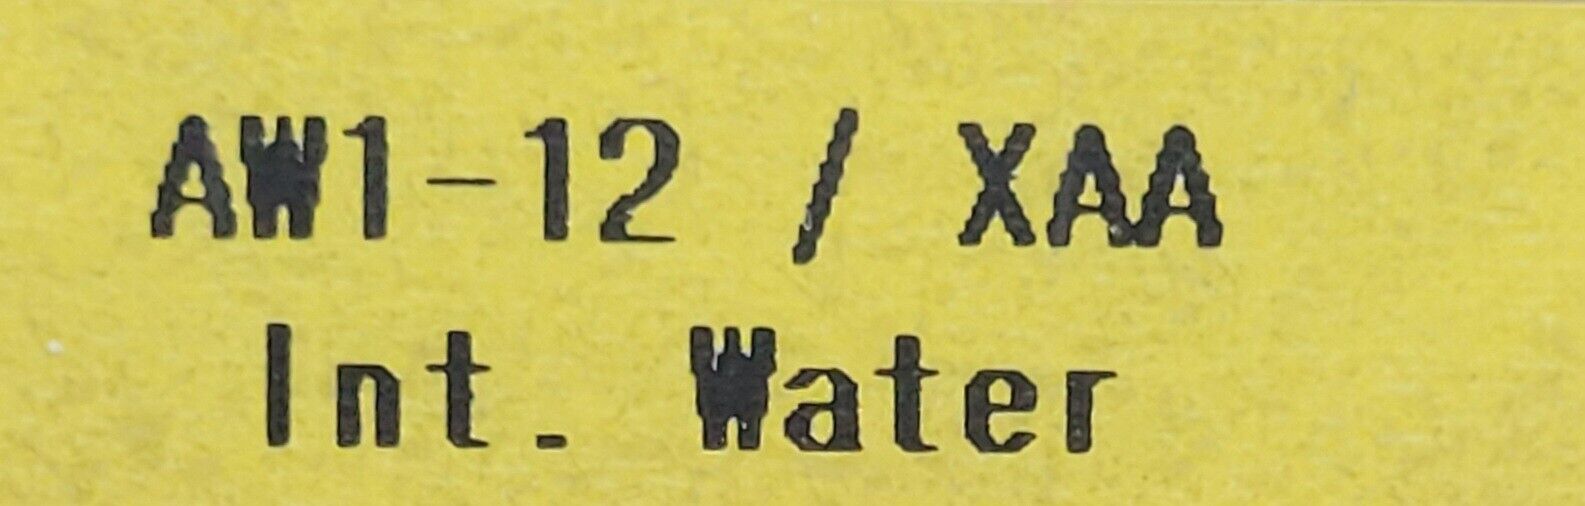 AW1-12 / XAA
Int. Water